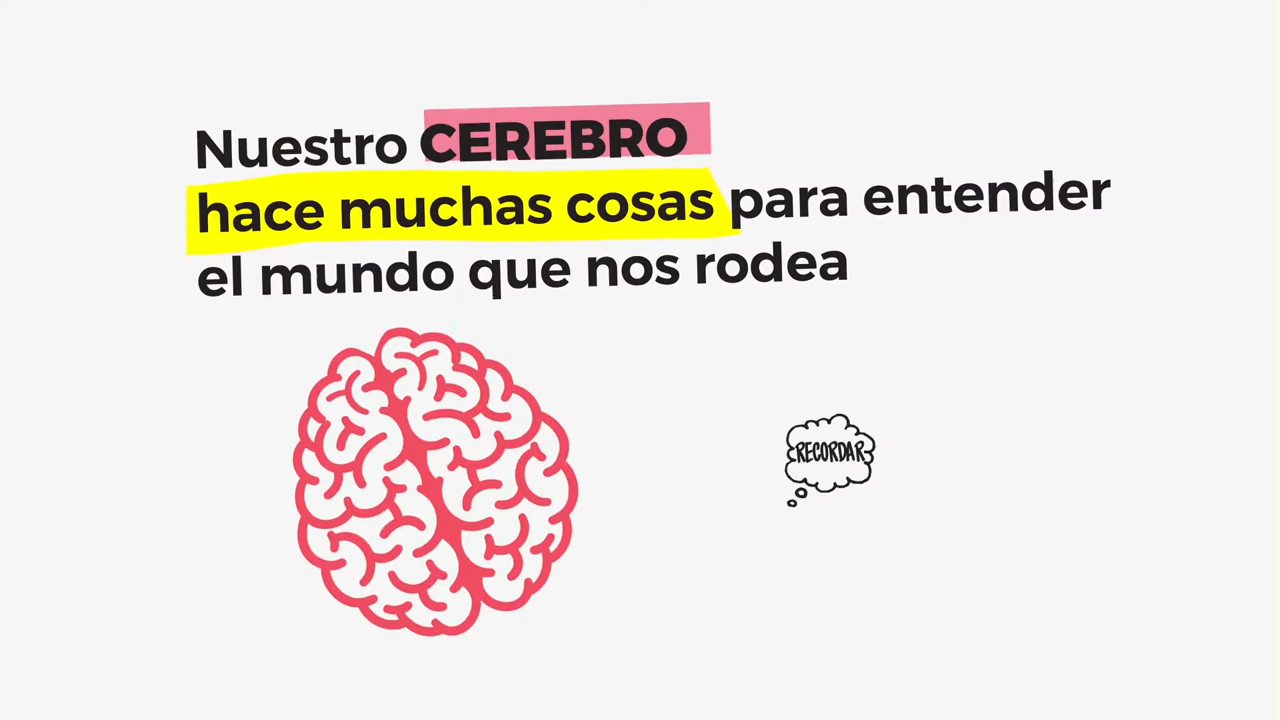 Nuestro CEREBRO
hace muchas cosas para entender
el mundo que nos rodea
RECORDAR